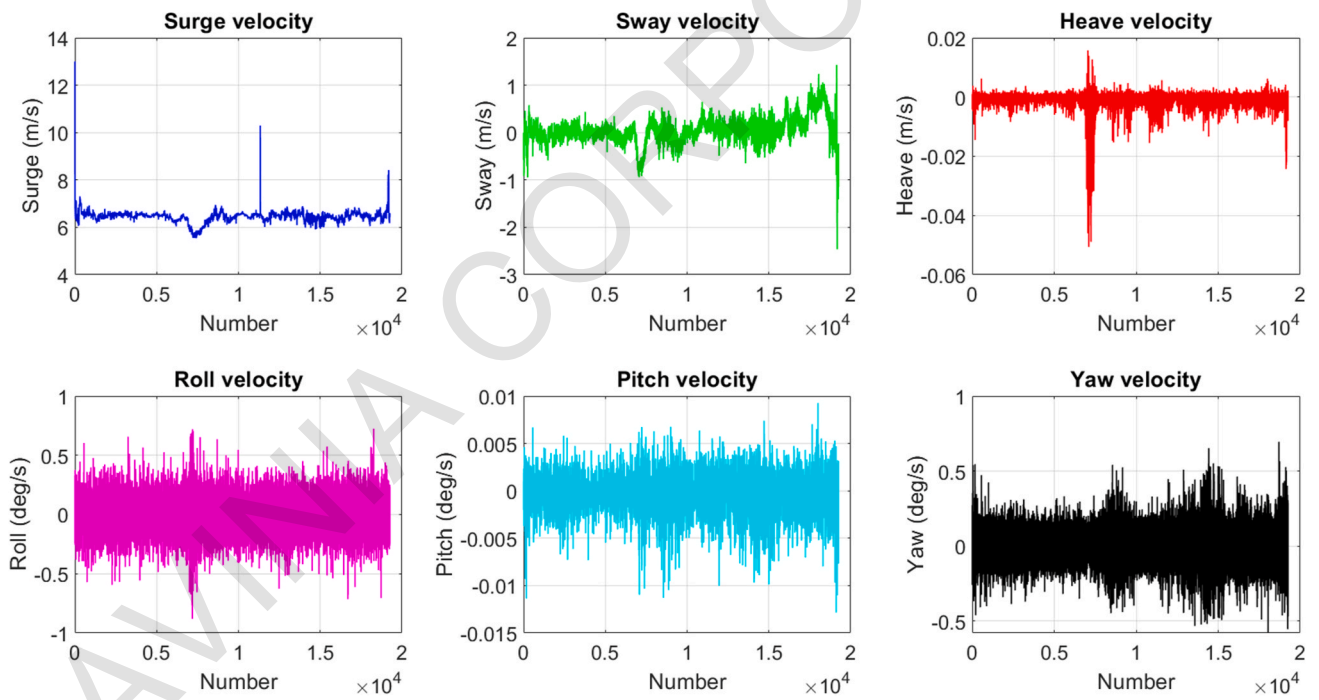 Surge velocity
Surge (m/s)
14
12
10
8
6
4
0 0.5 1 1.5 2
Number
×10^4
Sway velocity
Sway (m/s)
2
1
0
-1
-2
-3
0 0.5 1 1.5 2
Number
×10^4
Heave velocity
Heave (m/s)
0.02
0
-0.02
-0.04
-0.06
0 0.5 1 1.5 2
Number
×10^4
Roll velocity
Roll (deg/s)
1
0.5
0
-0.5
-1
0 0.5 1 1.5 2
Number
×10^4
Pitch velocity
Pitch (deg/s)
0.01
0.005
0
-0.005
-0.01
-0.015
0 0.5 1 1.5 2
Number
×10^4
Yaw velocity
Yaw (deg/s)
1
0.5
0
-0.5
0 0.5 1 1.5 2
Number
×10^4
AVINIA CORPO